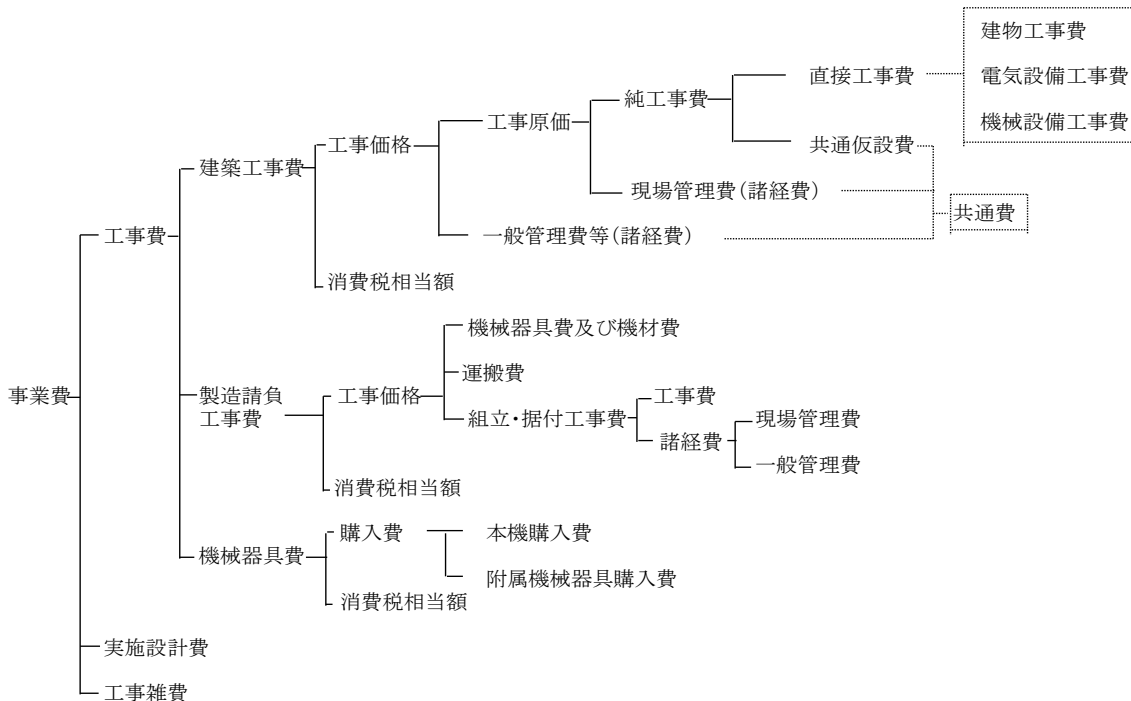 建物工事費
直接工事費
電気設備工事費
純工事費
工事原価
機械設備工事費
工事価格
共通仮設費
建築工事費
現場管理費(諸経費)
共通費
工事費
一般管理費等(諸経費)
消費税相当額
機械器具費及び機材費
運搬費
事業費
製造請負
工事費
工事価格
組立・据付工事費
工事費
諸経費
現場管理費
一般管理費
消費税相当額
機械器具費
購入費
本機購入費
附属機械器具購入費
消費税相当額
実施設計費
工事雑費